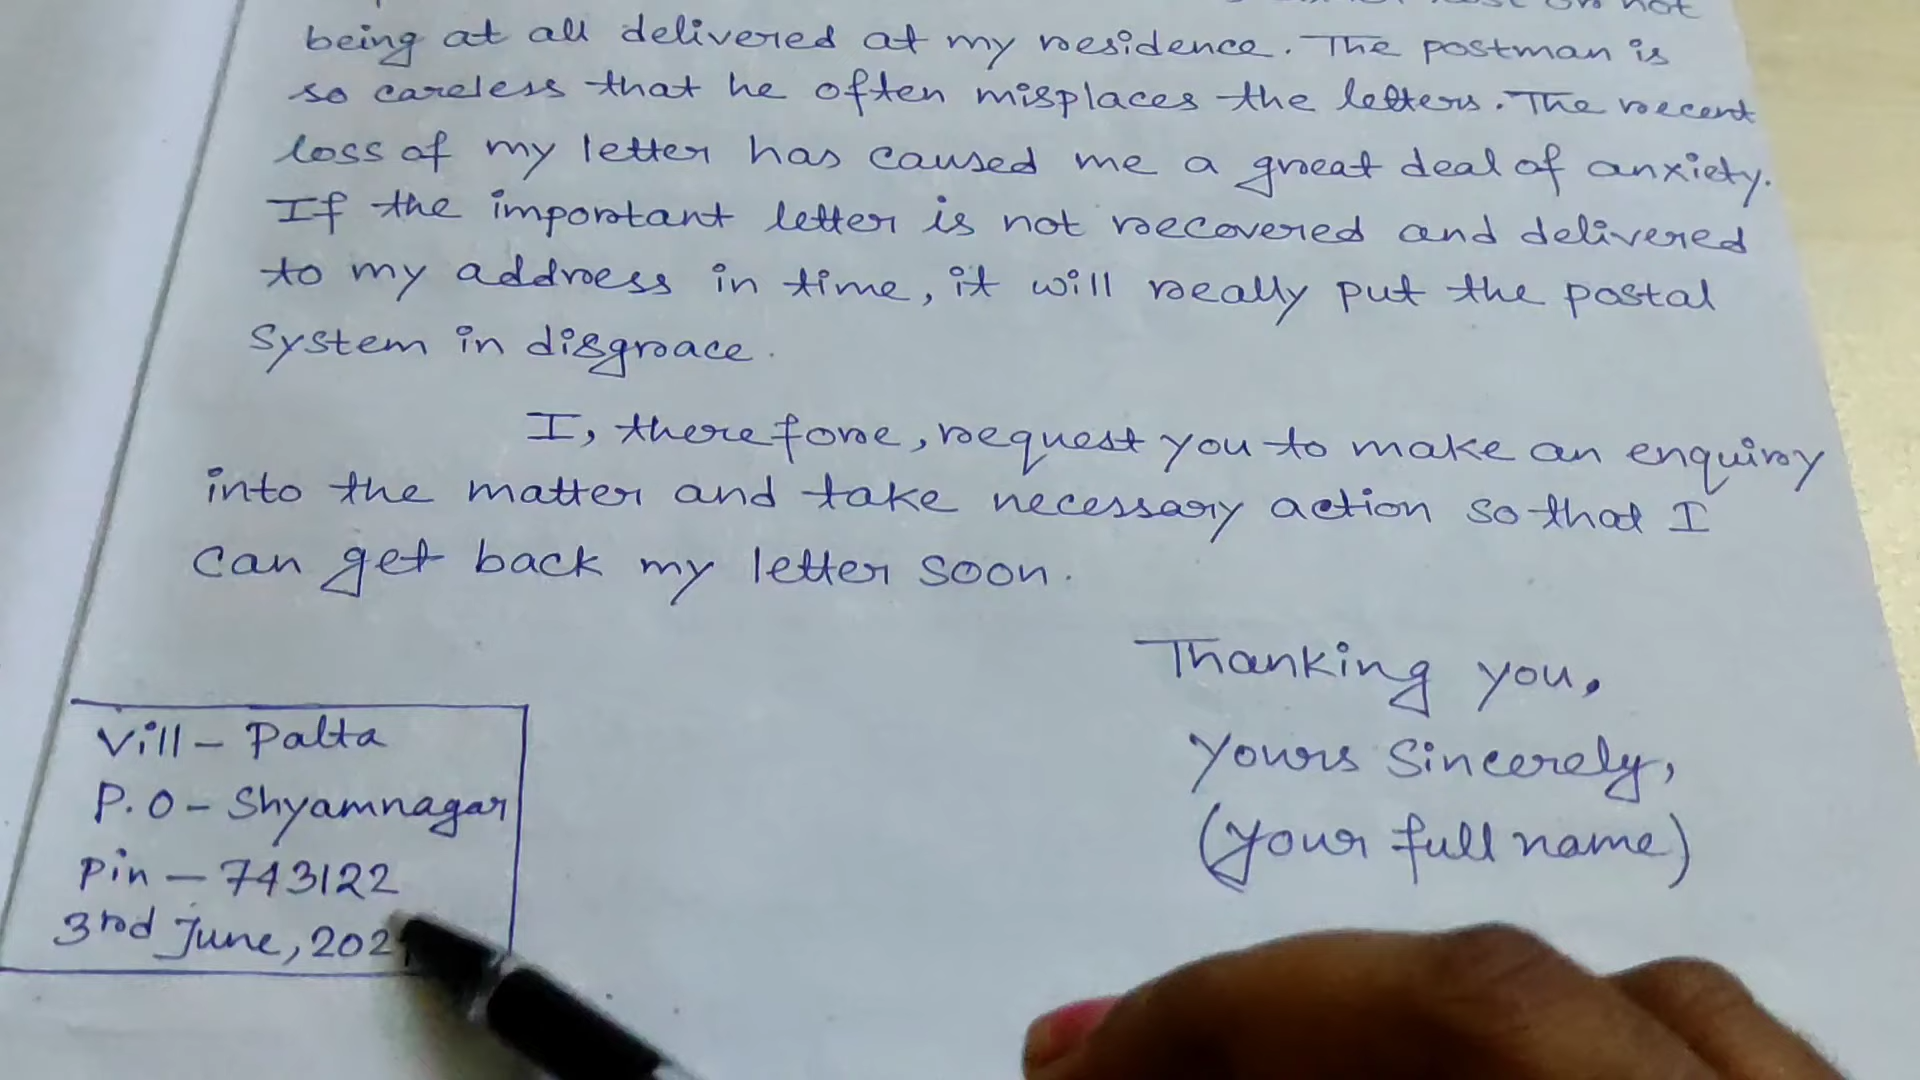 not
being at all delivered at my residence. The postman is
so careless that he often misplaces the letters. The recent
loss of my letter has caused me a great deal of anxiety.
If the important letter is not recovered and delivered
to my address in time, it will really put the postal
system in disgrace.
I, therefore, request you to make an enquiry
into the matter and take necessary action so that I
can get back my letter soon.
Thanking you.
Yours Sincerely,
(Your full name)
Vill - Palta
P.O - Shyamnagar
Pin - 743122
3rd June,